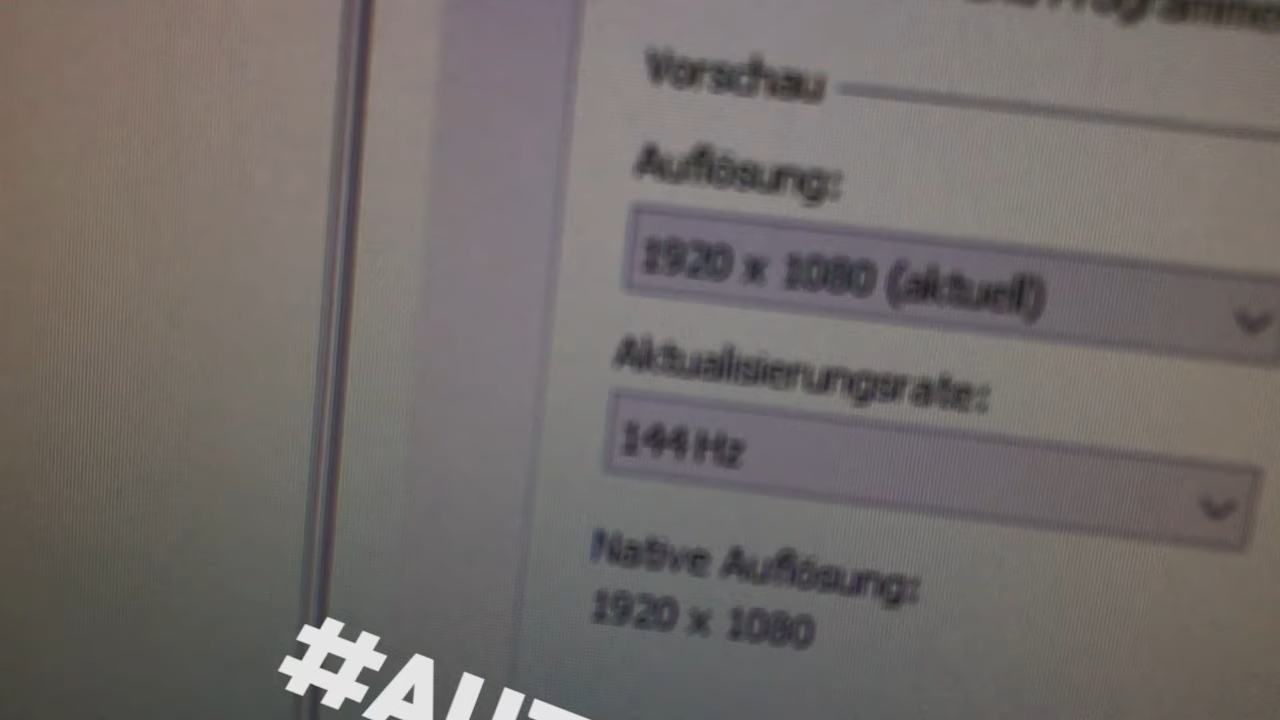 Vorschau
Auflösung:
1920 x 1080 (aktuell)
Aktualisierungsrate:
144 Hz
Native Auflösung:
1920 x 1080